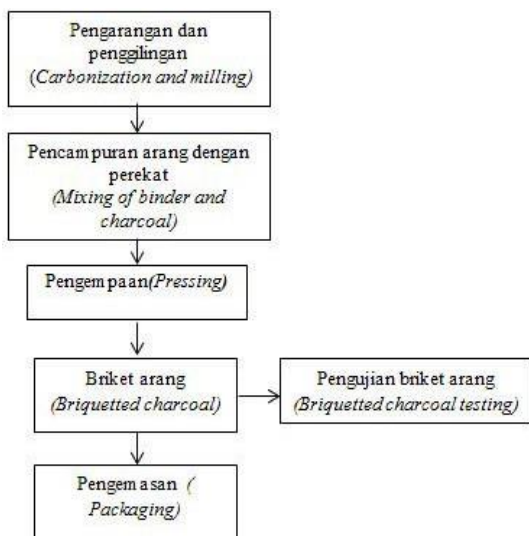 Pengarangan dan
penggilingan
(Carbonization and milling)
Pencampuran arang dengan
perekat
(Mixing of binder and
charcoal)
Pengempaan(Pressing)
Briket arang
(Briquetted charcoal)
Pengujian briket arang
(Briquetted charcoal testing)
Pengemasan (
Packaging)